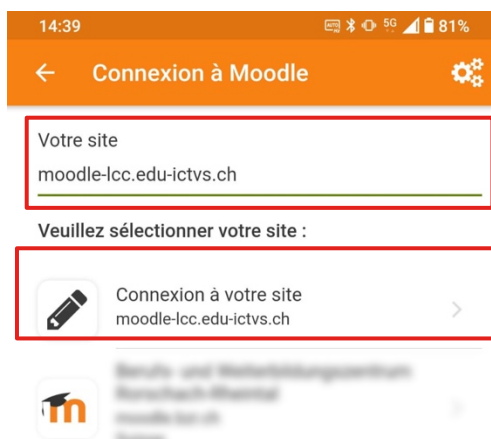 14:39 5G 81%
Connexion à Moodle
Votre site
moodle-lcc.edu-ictvs.ch
Veuillez sélectionner votre site :
Connexion à votre site
moodle-lcc.edu-ictvs.ch
m